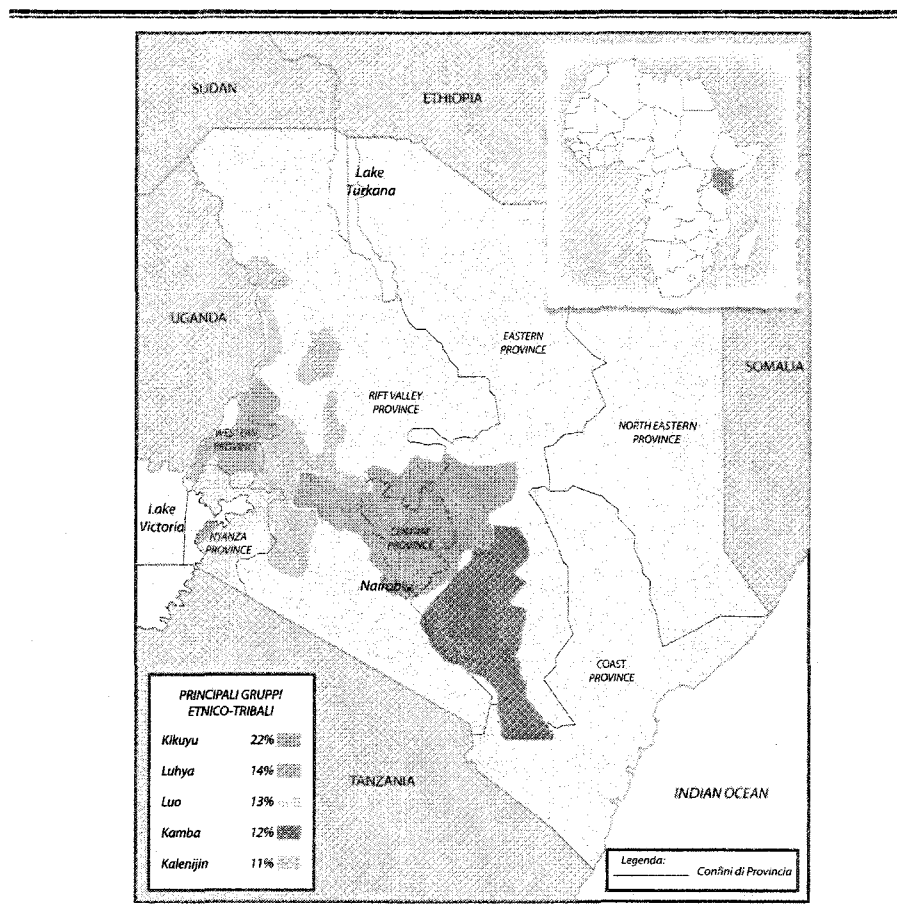 SUDAN
ETHIOPIA
Lake
Turkana
UGANDA
EASTERN
PROVINCE
SOMALIA
RIFT VALLEY
PROVINCE
NORTH EASTERN
PROVINCE
WESTERN
PROVINCE
Lake
Victoria
NYANZA
PROVINCE
CENTRAL
PROVINCE
Nairobi
COAST
PROVINCE
PRINCIPALI GRUPPI
ETNICO-TRIBALI
Kikuyu 22%
Luhya 14%
Luo 13%
Kamba 12%
Kalenijin 11%
TANZANIA
INDIAN OCEAN
Legenda:
Confini di Provincia